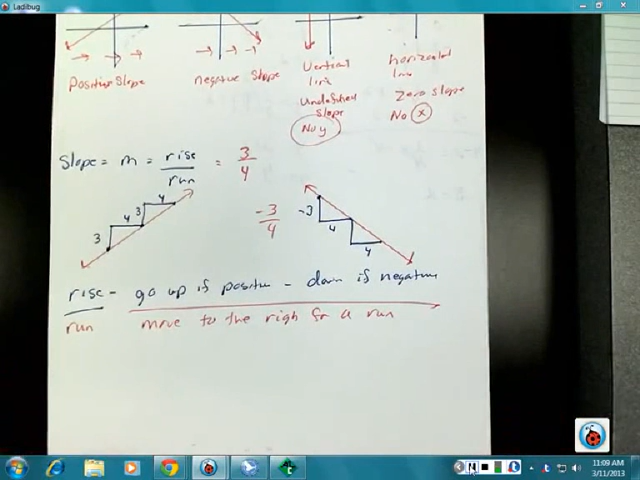 Ladibug
Positive Slope
negative Slope
Vertical
line
Undefined
slope
No y
horizontal
line
Zero slope
No x
Slope = m = rise/run = 3/4
3 4 3 4
-3/4
-3 4 4
rise - go up if positive - down if negative
run move to the righ for a run
11:09 AM
3/11/2013